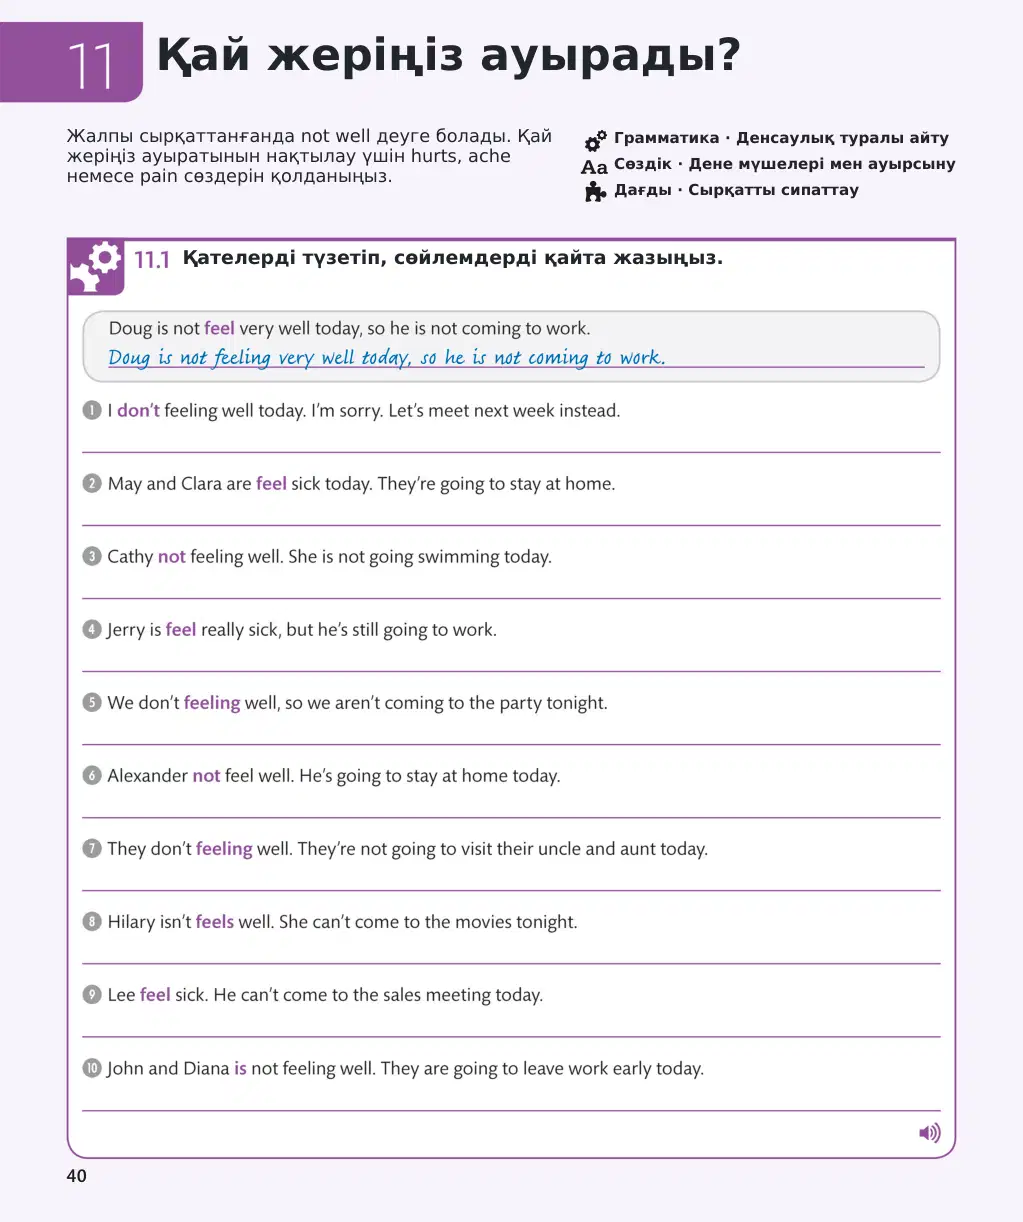 11
Қай жеріңіз ауырады?
Жалпы сырқаттанғанда not well деуге болады. Қай
жеріңіз ауыратынын нақтылау үшін hurts, ache
немесе pain сөздерін қолданыңыз.
Грамматика · Денсаулық туралы айту
Aa Сөздік · Дене мүшелері мен ауырсыну
Дағды · Сырқатты сипаттау
11.1 Қателерді түзетіп, сөйлемдерді қайта жазыңыз.
Doug is not feel very well today, so he is not coming to work.
Doug is not feeling very well today, so he is not coming to work.
1 I don’t feeling well today. I’m sorry. Let’s meet next week instead.
2 May and Clara are feel sick today. They’re going to stay at home.
3 Cathy not feeling well. She is not going swimming today.
4 Jerry is feel really sick, but he’s still going to work.
5 We don’t feeling well, so we aren’t coming to the party tonight.
6 Alexander not feel well. He’s going to stay at home today.
7 They don’t feeling well. They’re not going to visit their uncle and aunt today.
8 Hilary isn’t feels well. She can’t come to the movies tonight.
9 Lee feel sick. He can’t come to the sales meeting today.
10 John and Diana is not feeling well. They are going to leave work early today.
40